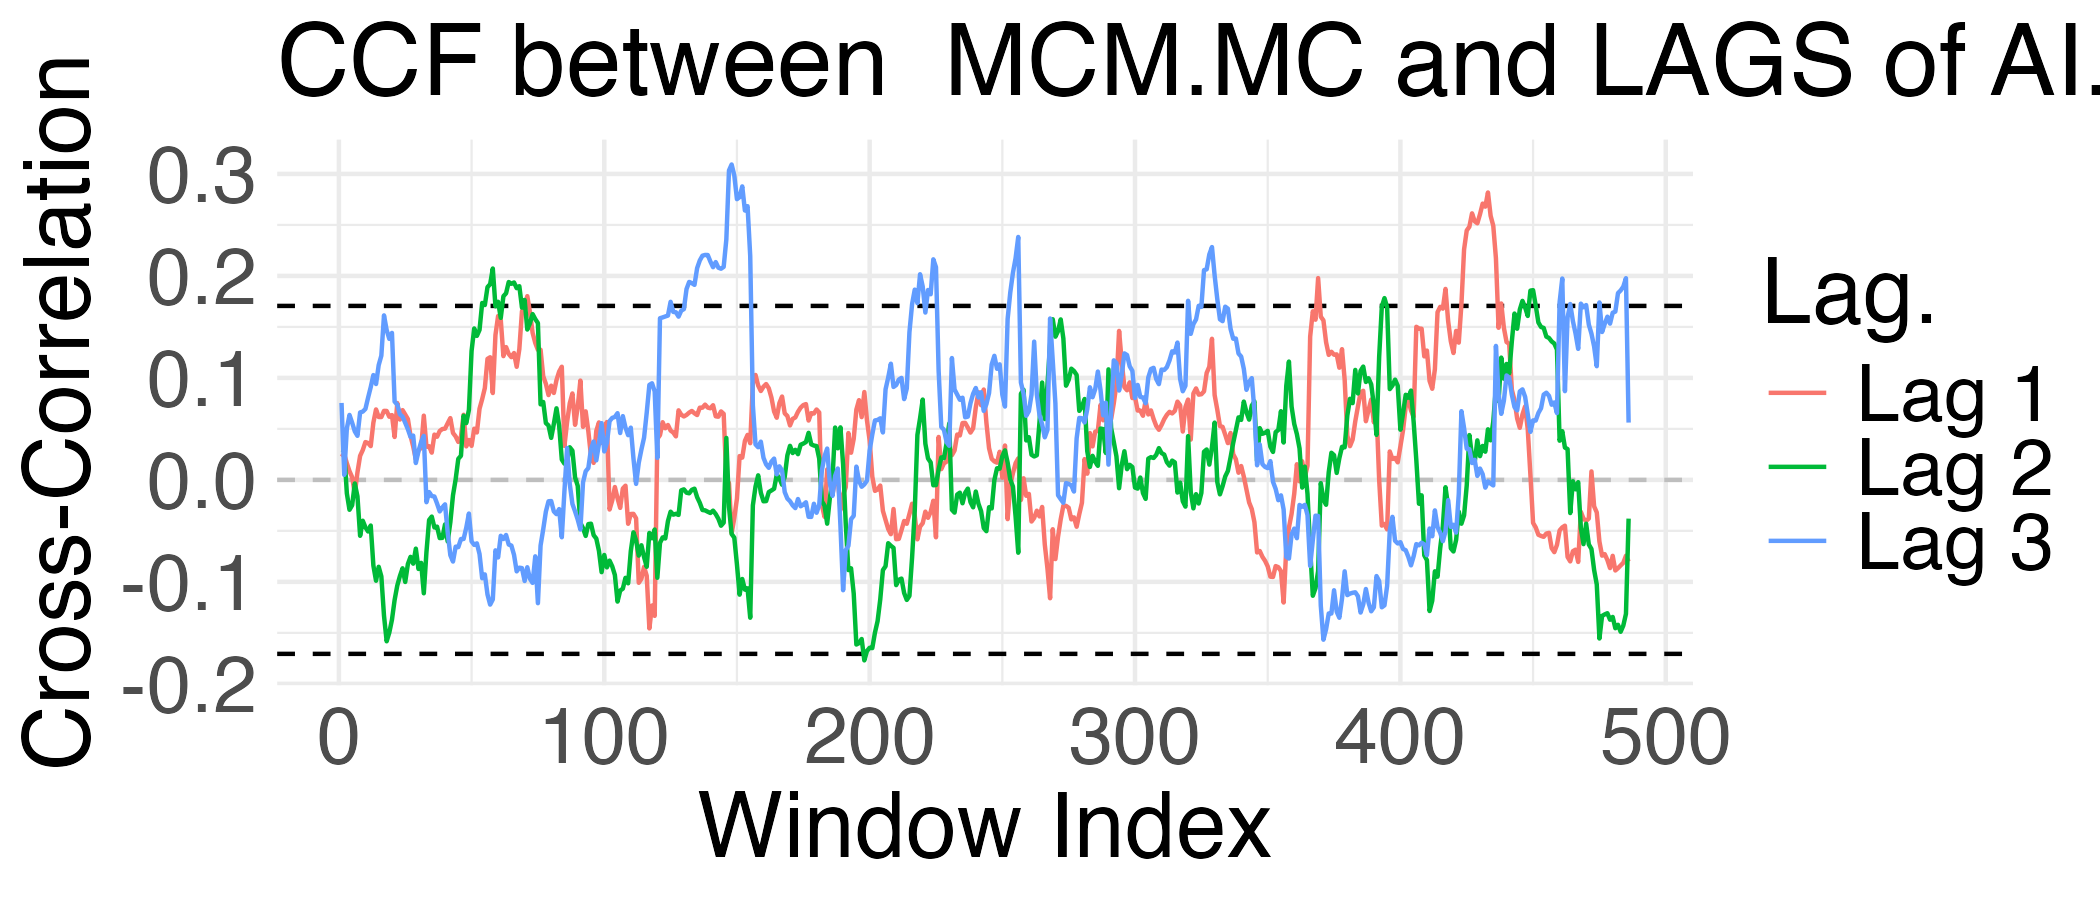 CCF between  MCM.MC and LAGS of AI.
Cross-Correlation
0.3
0.2
0.1
0.0
-0.1
-0.2
0 100 200 300 400 500
Window Index
Lag.
Lag 1
Lag 2
Lag 3